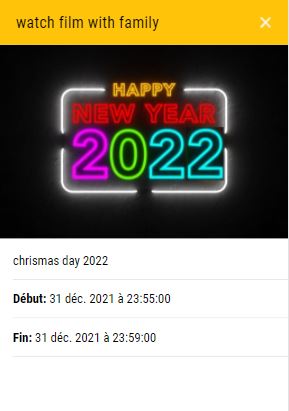 watch film with family
HAPPY
NEW YEAR
2022
chrismas day 2022
Début: 31 déc. 2021 à 23:55:00
Fin: 31 déc. 2021 à 23:59:00